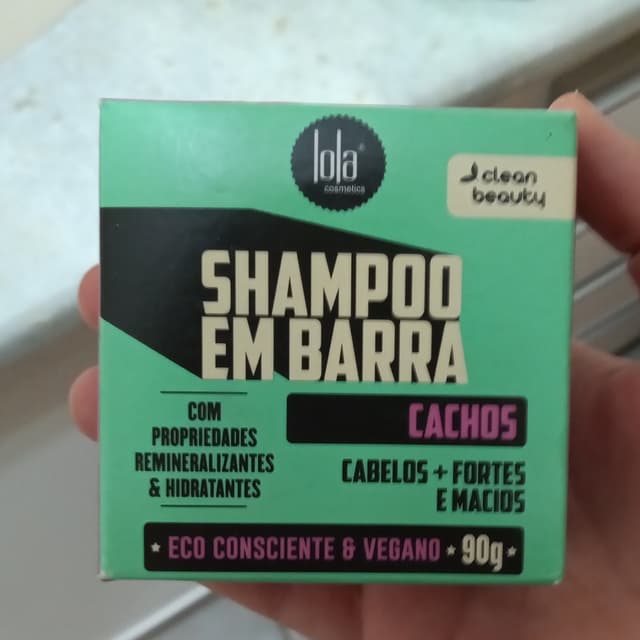 lola
cosmetics
clean
beauty
SHAMPOO
EM BARRA
CACHOS
COM
PROPRIEDADES
REMINERALIZANTES
& HIDRATANTES
CABELOS + FORTES
E MACIOS
ECO CONSCIENTE & VEGANO 90g